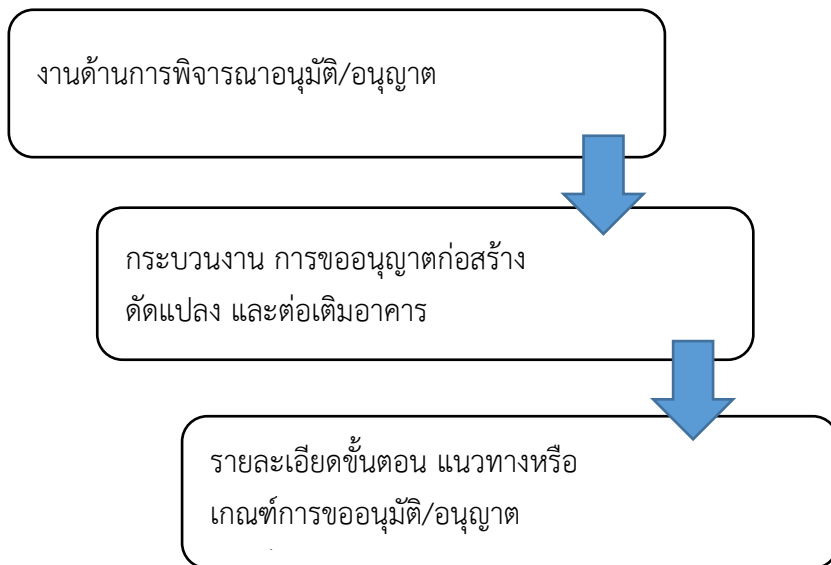 งานด้านการพิจารณาอนุมัติ/อนุญาต
กระบวนงาน การขออนุญาตก่อสร้าง
ดัดแปลง และต่อเติมอาคาร
รายละเอียดขั้นตอน แนวทางหรือ
เกณฑ์การขออนุมัติ/อนุญาต